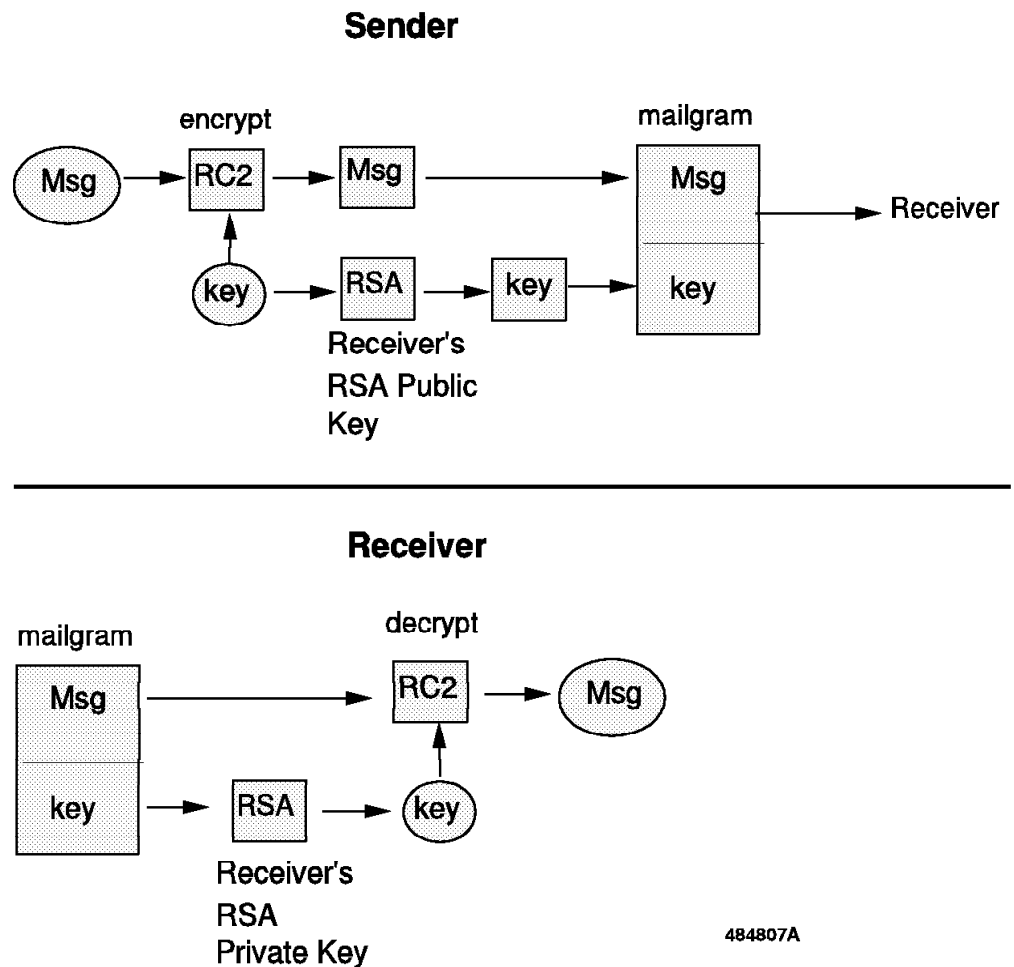 Sender
encrypt
mailgram
Msg
RC2
Msg
Msg
Receiver
key
RSA
key
key
Receiver's
RSA Public
Key
Receiver
mailgram
decrypt
Msg
RC2
Msg
key
RSA
key
Receiver's
RSA
Private Key
484807A